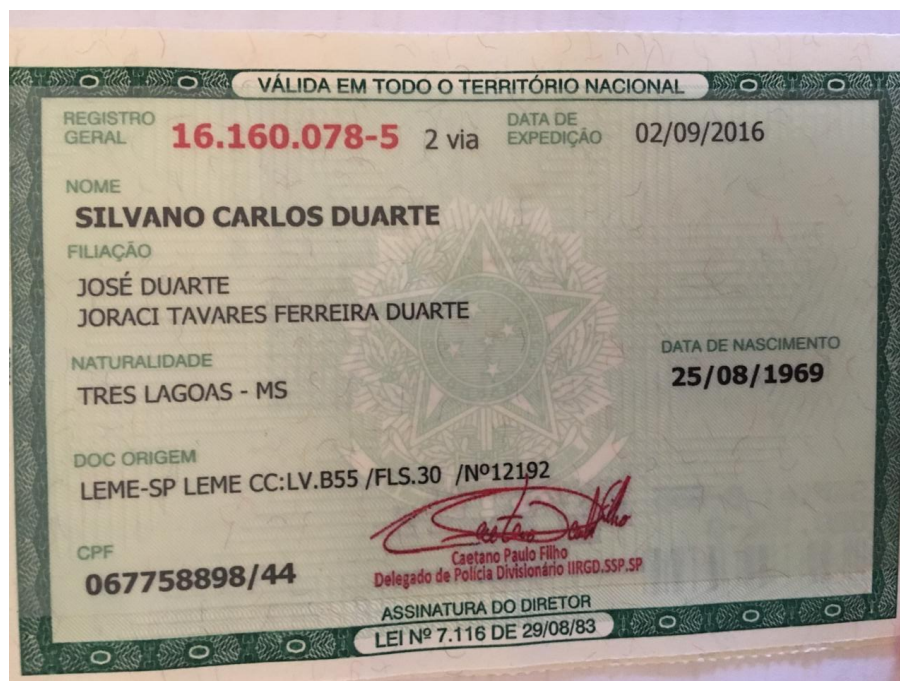 VÁLIDA EM TODO O TERRITÓRIO NACIONAL
REGISTRO GERAL 16.160.078-5 2 via DATA DE EXPEDIÇÃO 02/09/2016
NOME
SILVANO CARLOS DUARTE
FILIAÇÃO
JOSÉ DUARTE
JORACI TAVARES FERREIRA DUARTE
NATURALIDADE
TRES LAGOAS - MS
DATA DE NASCIMENTO
25/08/1969
DOC ORIGEM
LEME-SP LEME CC:LV.B55 /FLS.30 /Nº12192
CPF
067758898/44
Caetano Paulo Filho
Delegado de Polícia Divisionário IIRGD.SSP.SP
ASSINATURA DO DIRETOR
LEI Nº 7.116 DE 29/08/83